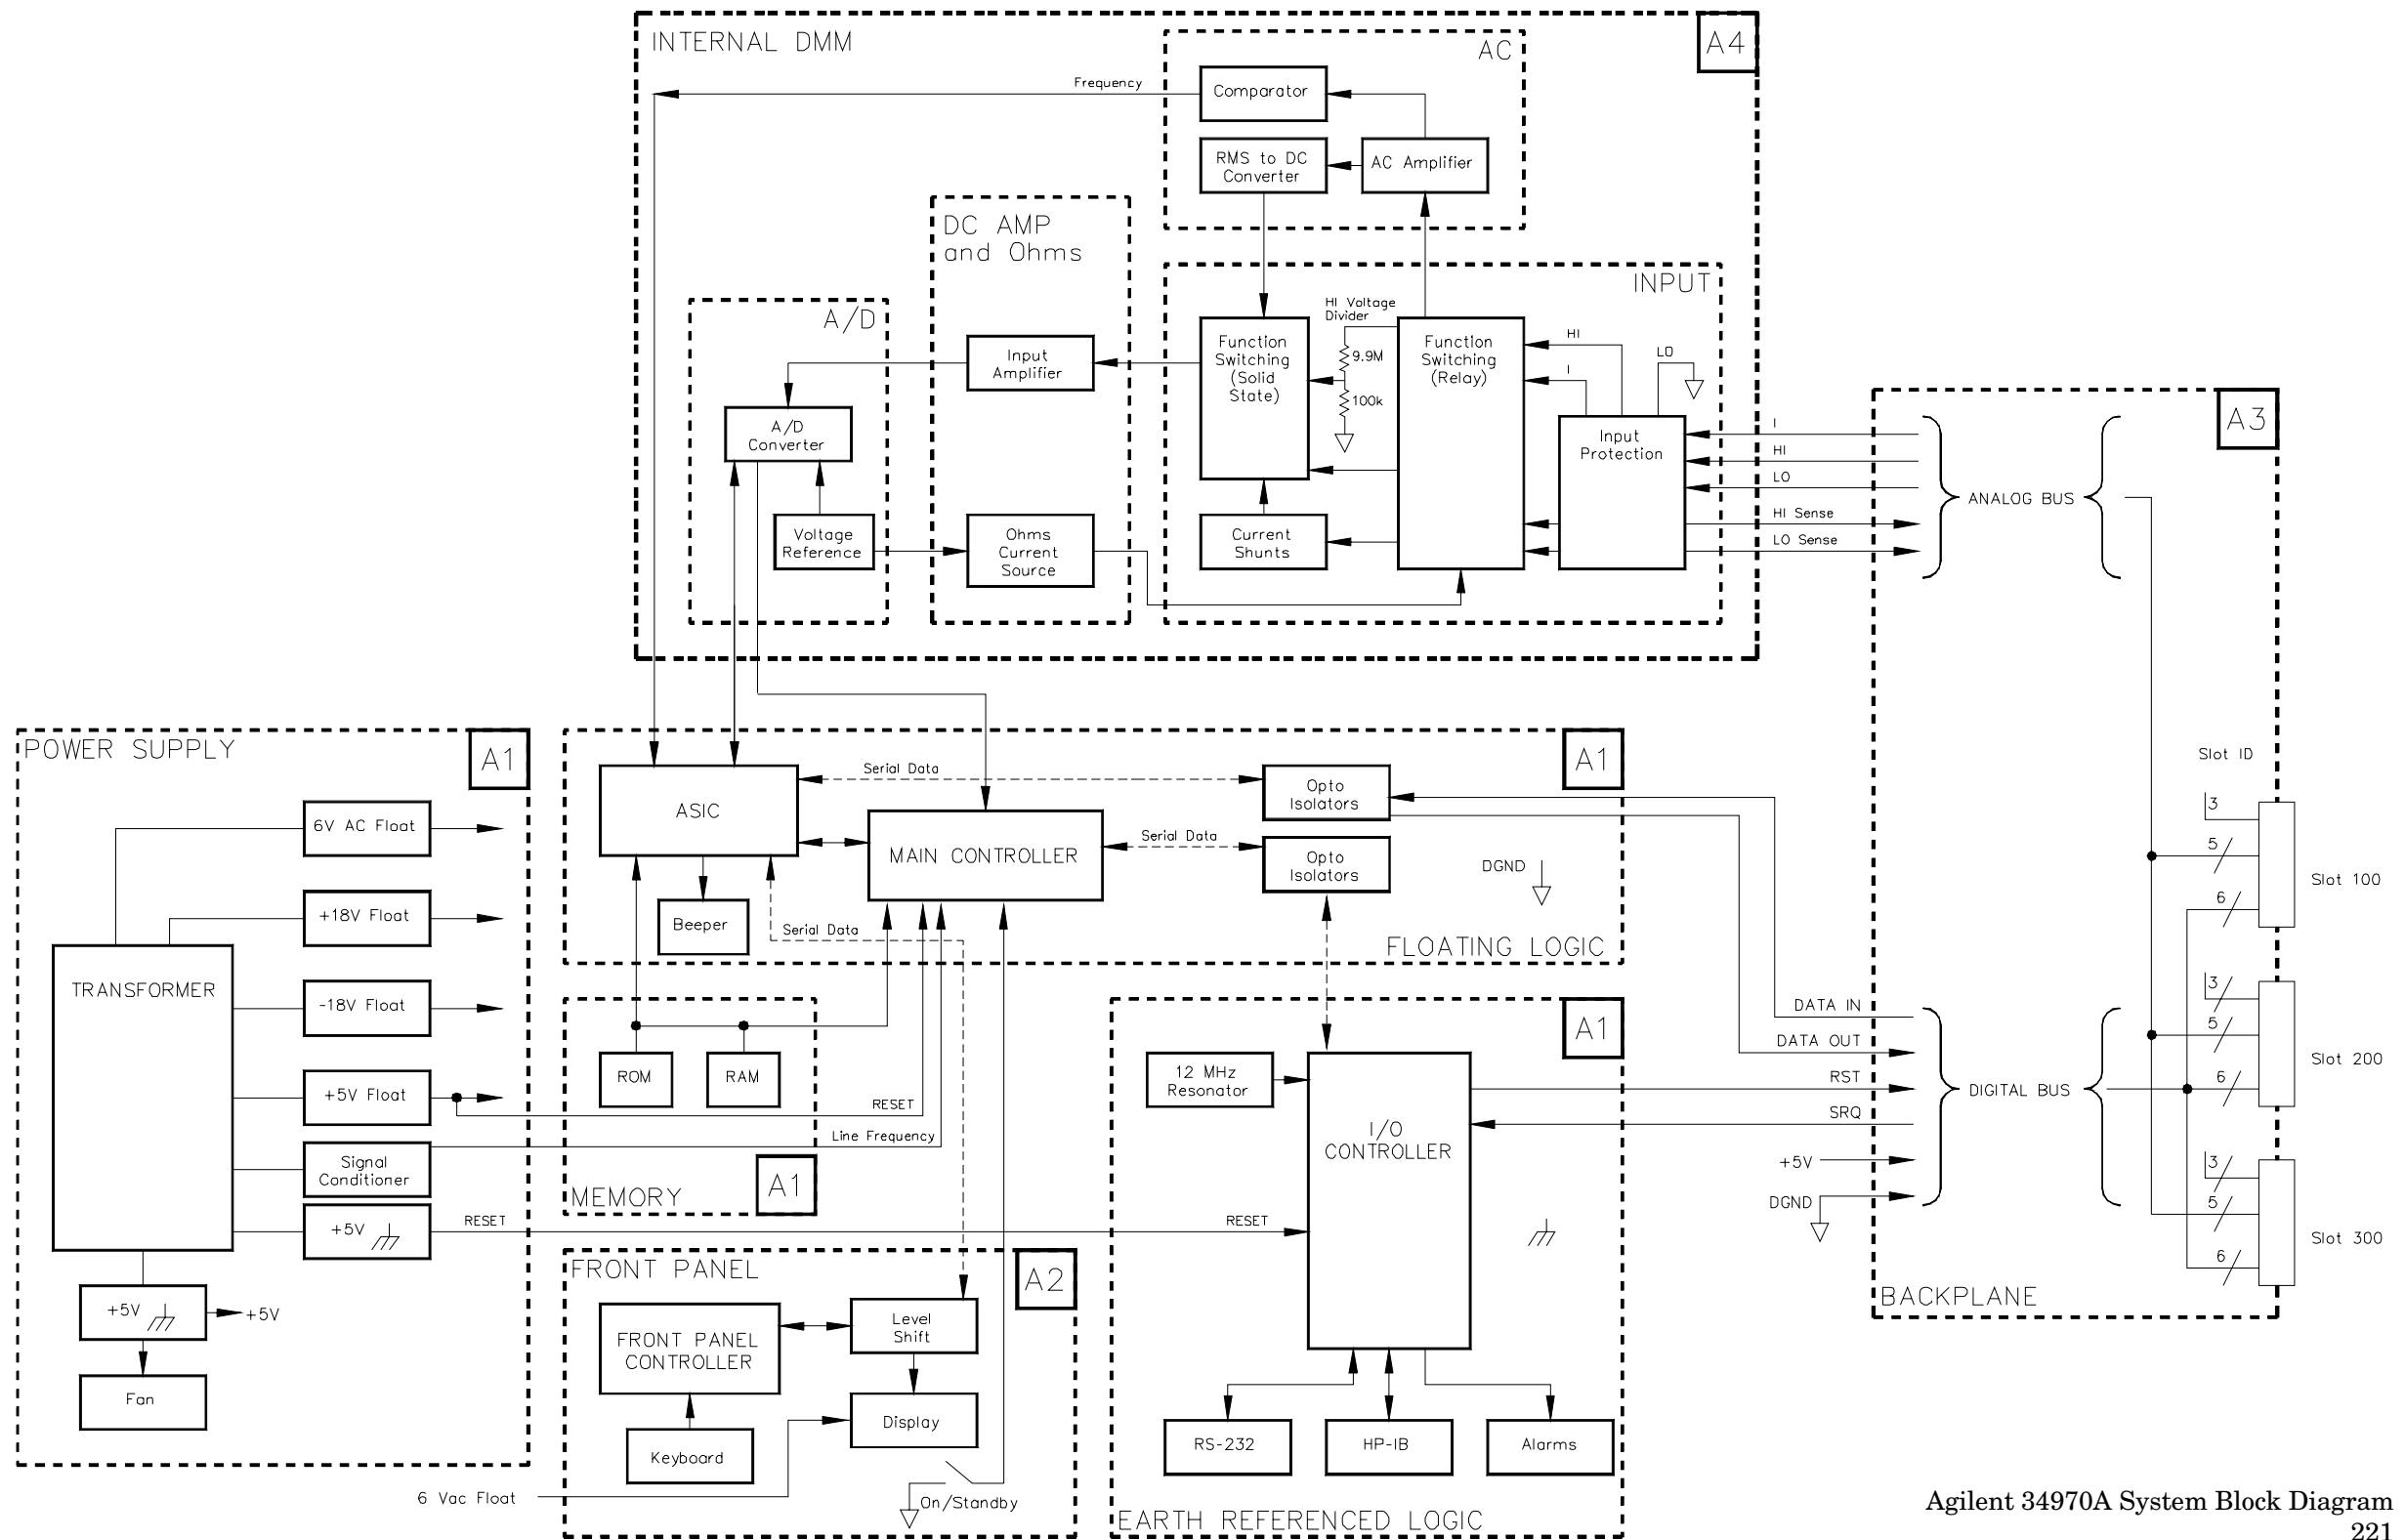 INTERNAL DMM
A4
AC
Frequency
Comparator
RMS to DC
Converter
AC Amplifier
DC AMP
and Ohms
INPUT
A/D
HI Voltage
Divider
Function
Switching
(Solid
State)
9.9M
100k
Function
Switching
(Relay)
HI
I
LO
Input
Amplifier
A/D
Converter
Input
Protection
Voltage
Reference
Ohms
Current
Source
Current
Shunts
I
HI
LO
HI Sense
LO Sense
ANALOG BUS
A3
POWER SUPPLY
A1
6V AC Float
+18V Float
TRANSFORMER
-18V Float
+5V Float
Signal
Conditioner
+5V
+5V
+5V
Fan
A1
Serial Data
ASIC
Opto
Isolators
MAIN CONTROLLER
Serial Data
Opto
Isolators
DGND
Beeper
Serial Data
FLOATING LOGIC
ROM
RAM
RESET
Line Frequency
MEMORY
A1
RESET
RESET
A1
12 MHz
Resonator
I/O
CONTROLLER
FRONT PANEL
A2
FRONT PANEL
CONTROLLER
Level
Shift
Display
Keyboard
6 Vac Float
On/Standby
RS-232
HP-IB
Alarms
EARTH REFERENCED LOGIC
DATA IN
DATA OUT
RST
SRQ
+5V
DGND
DIGITAL BUS
Slot ID
3
5
6
Slot 100
3
5
6
Slot 200
3
5
6
Slot 300
BACKPLANE
Agilent 34970A System Block Diagram
221